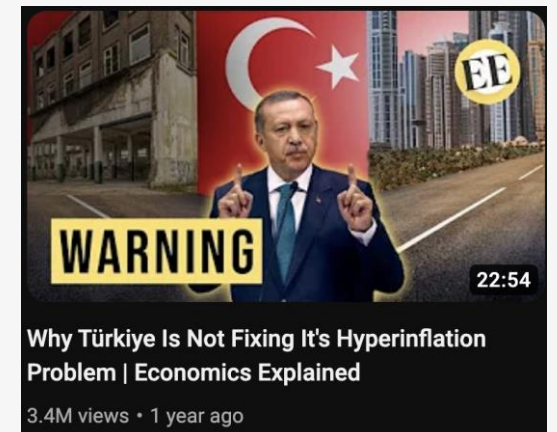 EE
WARNING
22:54
Why Türkiye Is Not Fixing It's Hyperinflation
Problem | Economics Explained
3.4M views • 1 year ago